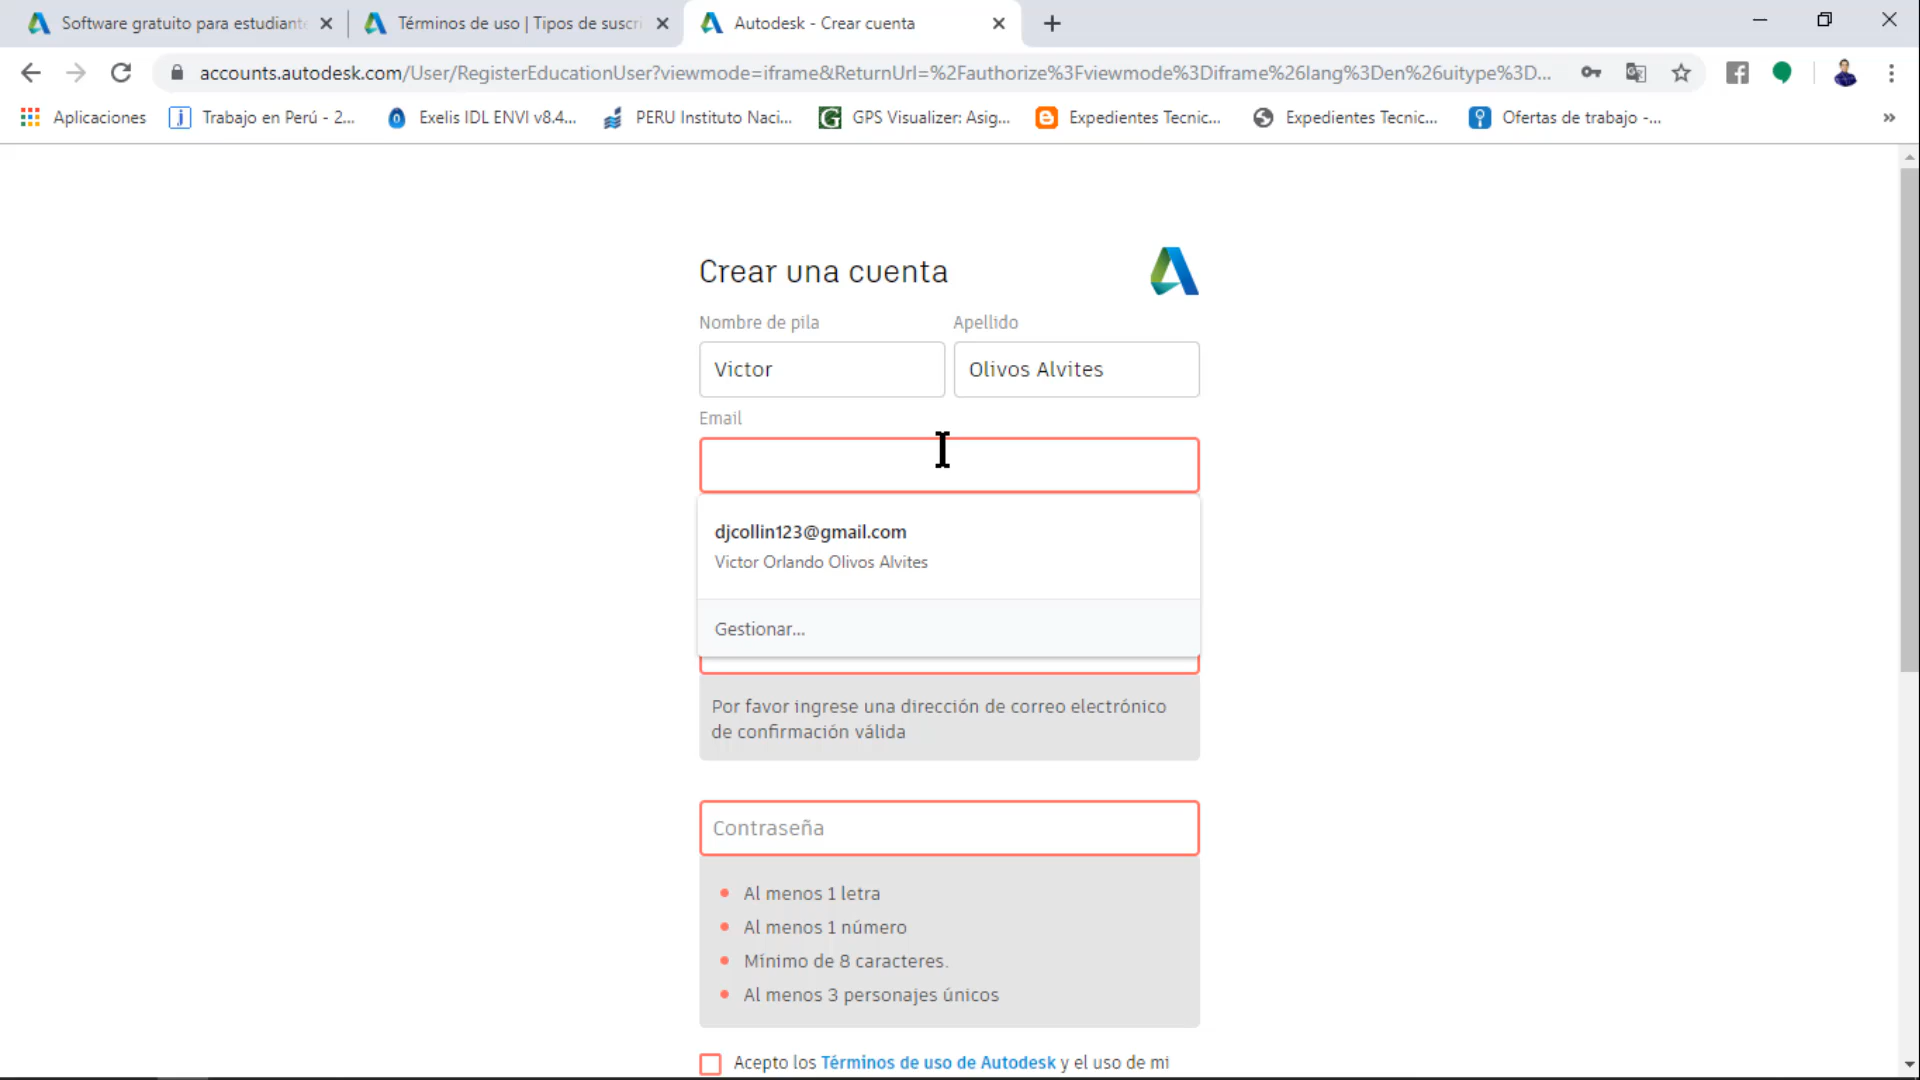 Software gratuito para estudiante
Términos de uso | Tipos de suscri
Autodesk - Crear cuenta
accounts.autodesk.com/User/RegisterEducationUser?viewmode=iframe&ReturnUrl=%2Fauthorize%3Fviewmode%3Diframe%26lang%3Den%26uitype%3D...
Aplicaciones
Trabajo en Perú - 2...
Exelis IDL ENVI v8.4...
PERU Instituto Naci...
GPS Visualizer: Asig...
Expedientes Tecnic...
Expedientes Tecnic...
Ofertas de trabajo -...
»
Crear una cuenta
Nombre de pila
Apellido
Victor
Olivos Alvites
Email
djcollin123@gmail.com
Victor Orlando Olivos Alvites
Gestionar...
Por favor ingrese una dirección de correo electrónico
de confirmación válida
Contraseña
Al menos 1 letra
Al menos 1 número
Mínimo de 8 caracteres.
Al menos 3 personajes únicos
Acepto los Términos de uso de Autodesk y el uso de mi